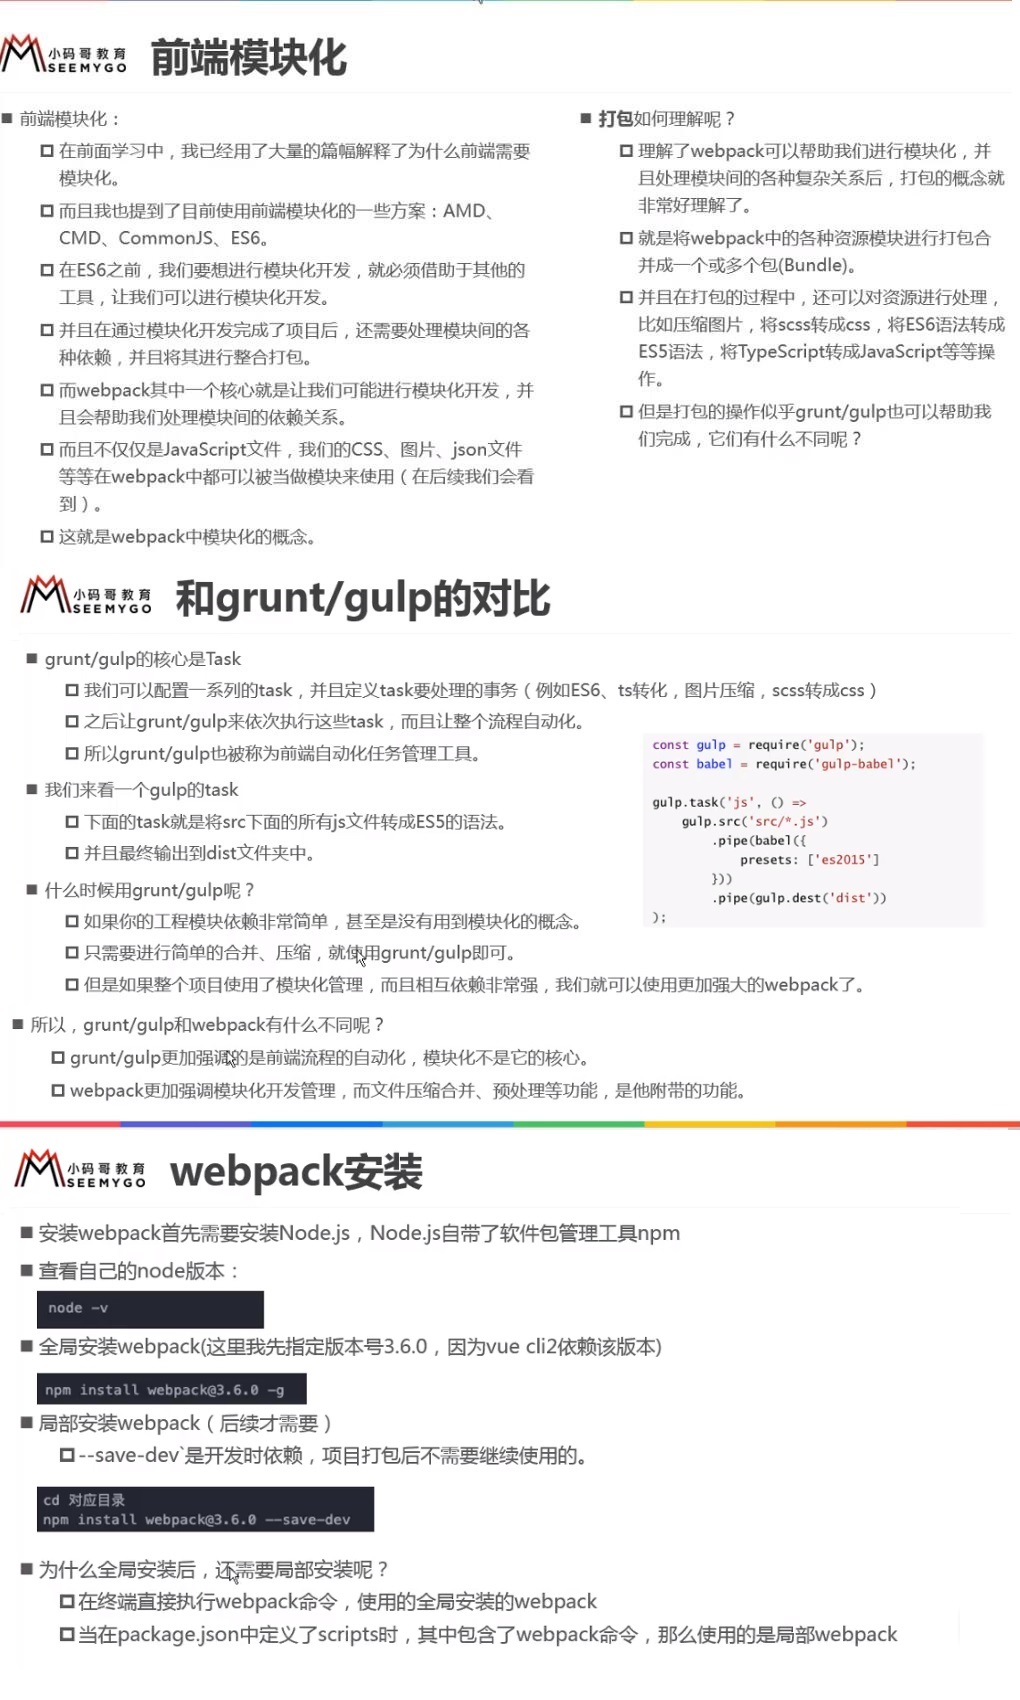 小码哥教育
SEEMYGO
前端模块化
■ 前端模块化：
在前面学习中，我已经用了大量的篇幅解释了为什么前端需要
模块化。
而且我也提到了目前使用前端模块化的一些方案：AMD、
CMD、CommonJS、ES6。
在ES6之前，我们要想进行模块化开发，就必须借助于其他的
工具，让我们可以进行模块化开发。
并且在通过模块化开发完成了项目后，还需要处理模块间的各
种依赖，并且将其进行整合打包。
而webpack其中一个核心就是让我们可能进行模块化开发，并
且会帮助我们处理模块间的依赖关系。
而且不仅仅是JavaScript文件，我们的CSS、图片、json文件
等等在webpack中都可以被当做模块来使用（在后续我们会看
到）。
这就是webpack中模块化的概念。
■ 打包如何理解呢？
理解了webpack可以帮助我们进行模块化，并
且处理模块间的各种复杂关系后，打包的概念就
非常好理解了。
就是将webpack中的各种资源模块进行打包合
并成一个或多个包(Bundle)。
并且在打包的过程中，还可以对资源进行处理，
比如压缩图片，将scss转成css，将ES6语法转成
ES5语法，将TypeScript转成JavaScript等等操
作。
但是打包的操作似乎grunt/gulp也可以帮助我
们完成，它们有什么不同呢？
小码哥教育
SEEMYGO
和grunt/gulp的对比
■ grunt/gulp的核心是Task
我们可以配置一系列的task，并且定义task要处理的事务（例如ES6、ts转化，图片压缩，scss转成css）
之后让grunt/gulp来依次执行这些task，而且让整个流程自动化。
所以grunt/gulp也被称为前端自动化任务管理工具。
■ 我们来看一个gulp的task
下面的task就是将src下面的所有js文件转成ES5的语法。
并且最终输出到dist文件夹中。
const gulp = require('gulp');
const babel = require('gulp-babel');
gulp.task('js', () =>
gulp.src('src/*.js')
.pipe(babel({
presets: ['es2015']
}))
.pipe(gulp.dest('dist'))
);
■ 什么时候用grunt/gulp呢？
如果你的工程模块依赖非常简单，甚至是没有用到模块化的概念。
只需要进行简单的合并、压缩，就使用grunt/gulp即可。
但是如果整个项目使用了模块化管理，而且相互依赖非常强，我们就可以使用更加强大的webpack了。
■ 所以，grunt/gulp和webpack有什么不同呢？
grunt/gulp更加强调的是前端流程的自动化，模块化不是它的核心。
webpack更加强调模块化开发管理，而文件压缩合并、预处理等功能，是他附带的功能。
小码哥教育
SEEMYGO
webpack安装
■ 安装webpack首先需要安装Node.js，Node.js自带了软件包管理工具npm
■ 查看自己的node版本：
node -v
■ 全局安装webpack(这里我先指定版本号3.6.0，因为vue cli2依赖该版本)
npm install webpack@3.6.0 -g
■ 局部安装webpack（后续才需要）
--save-dev`是开发时依赖，项目打包后不需要继续使用的。
cd 对应目录
npm install webpack@3.6.0 --save-dev
■ 为什么全局安装后，还需要局部安装呢？
在终端直接执行webpack命令，使用的全局安装的webpack
当在package.json中定义了scripts时，其中包含了webpack命令，那么使用的是局部webpack